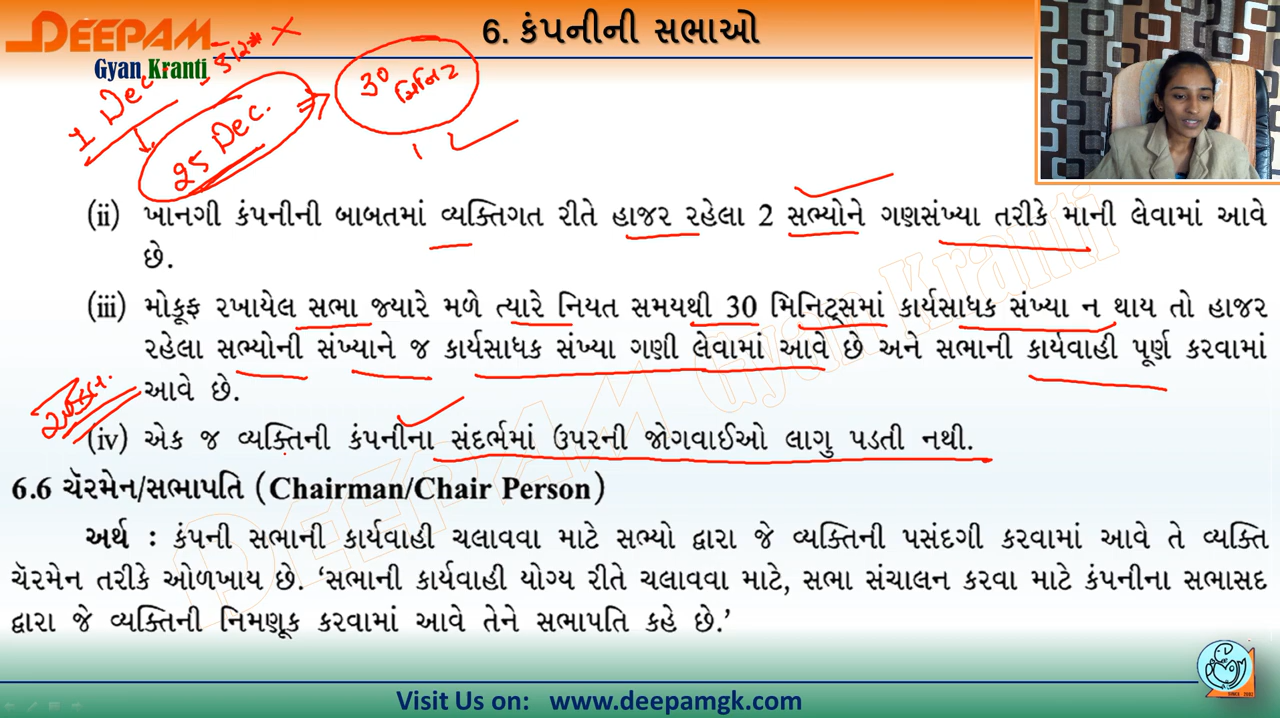 DEEPAM
Gyan Kranti
6. કંપનીની સભાઓ
1 Dec
25 Dec.
30 મિનિટ
(ii) ખાનગી કંપનીની બાબતમાં વ્યક્તિગત રીતે હાજર રહેલા 2 સભ્યોને ગણસંખ્યા તરીકે માની લેવામાં આવે
છે.
(iii) મોકૂફ રખાયેલ સભા જ્યારે મળે ત્યારે નિયત સમયથી 30 મિનિટ્સમાં કાર્યસાધક સંખ્યા ન થાય તો હાજર
રહેલા સભ્યોની સંખ્યાને જ કાર્યસાધક સંખ્યા ગણી લેવામાં આવે છે અને સભાની કાર્યવાહી પૂર્ણ કરવામાં
આવે છે.
(iv) એક જ વ્યક્તિની કંપનીના સંદર્ભમાં ઉપરની જોગવાઈઓ લાગુ પડતી નથી.
6.6 ચૅરમેન/સભાપતિ (Chairman/Chair Person)
અર્થ : કંપની સભાની કાર્યવાહી ચલાવવા માટે સભ્યો દ્વારા જે વ્યક્તિની પસંદગી કરવામાં આવે તે વ્યક્તિ
ચૅરમેન તરીકે ઓળખાય છે. ‘સભાની કાર્યવાહી યોગ્ય રીતે ચલાવવા માટે, સભા સંચાલન કરવા માટે કંપનીના સભાસદ
દ્વારા જે વ્યક્તિની નિમણૂક કરવામાં આવે તેને સભાપતિ કહે છે.’
DEEPAM Gyan Kranti
Visit Us on: www.deepamgk.com